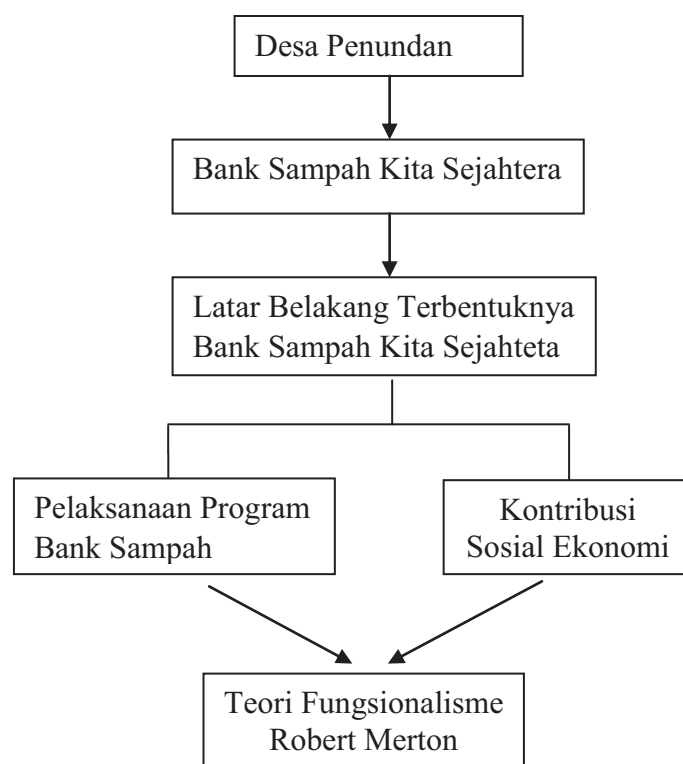 Desa Penundan
Bank Sampah Kita Sejahtera
Latar Belakang Terbentuknya
Bank Sampah Kita Sejahteta
Pelaksanaan Program
Bank Sampah
Kontribusi
Sosial Ekonomi
Teori Fungsionalisme
Robert Merton